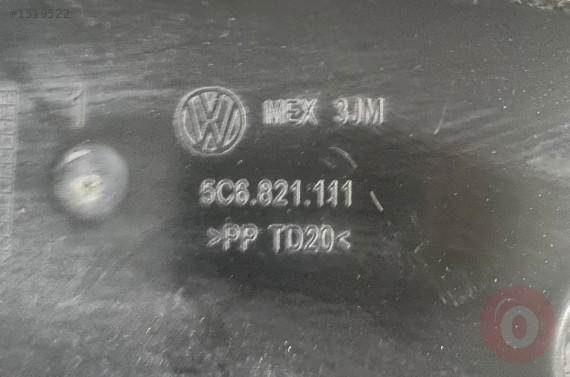 #1519522
1
MEX 3JM
5C6.821.111
>PP TD20<